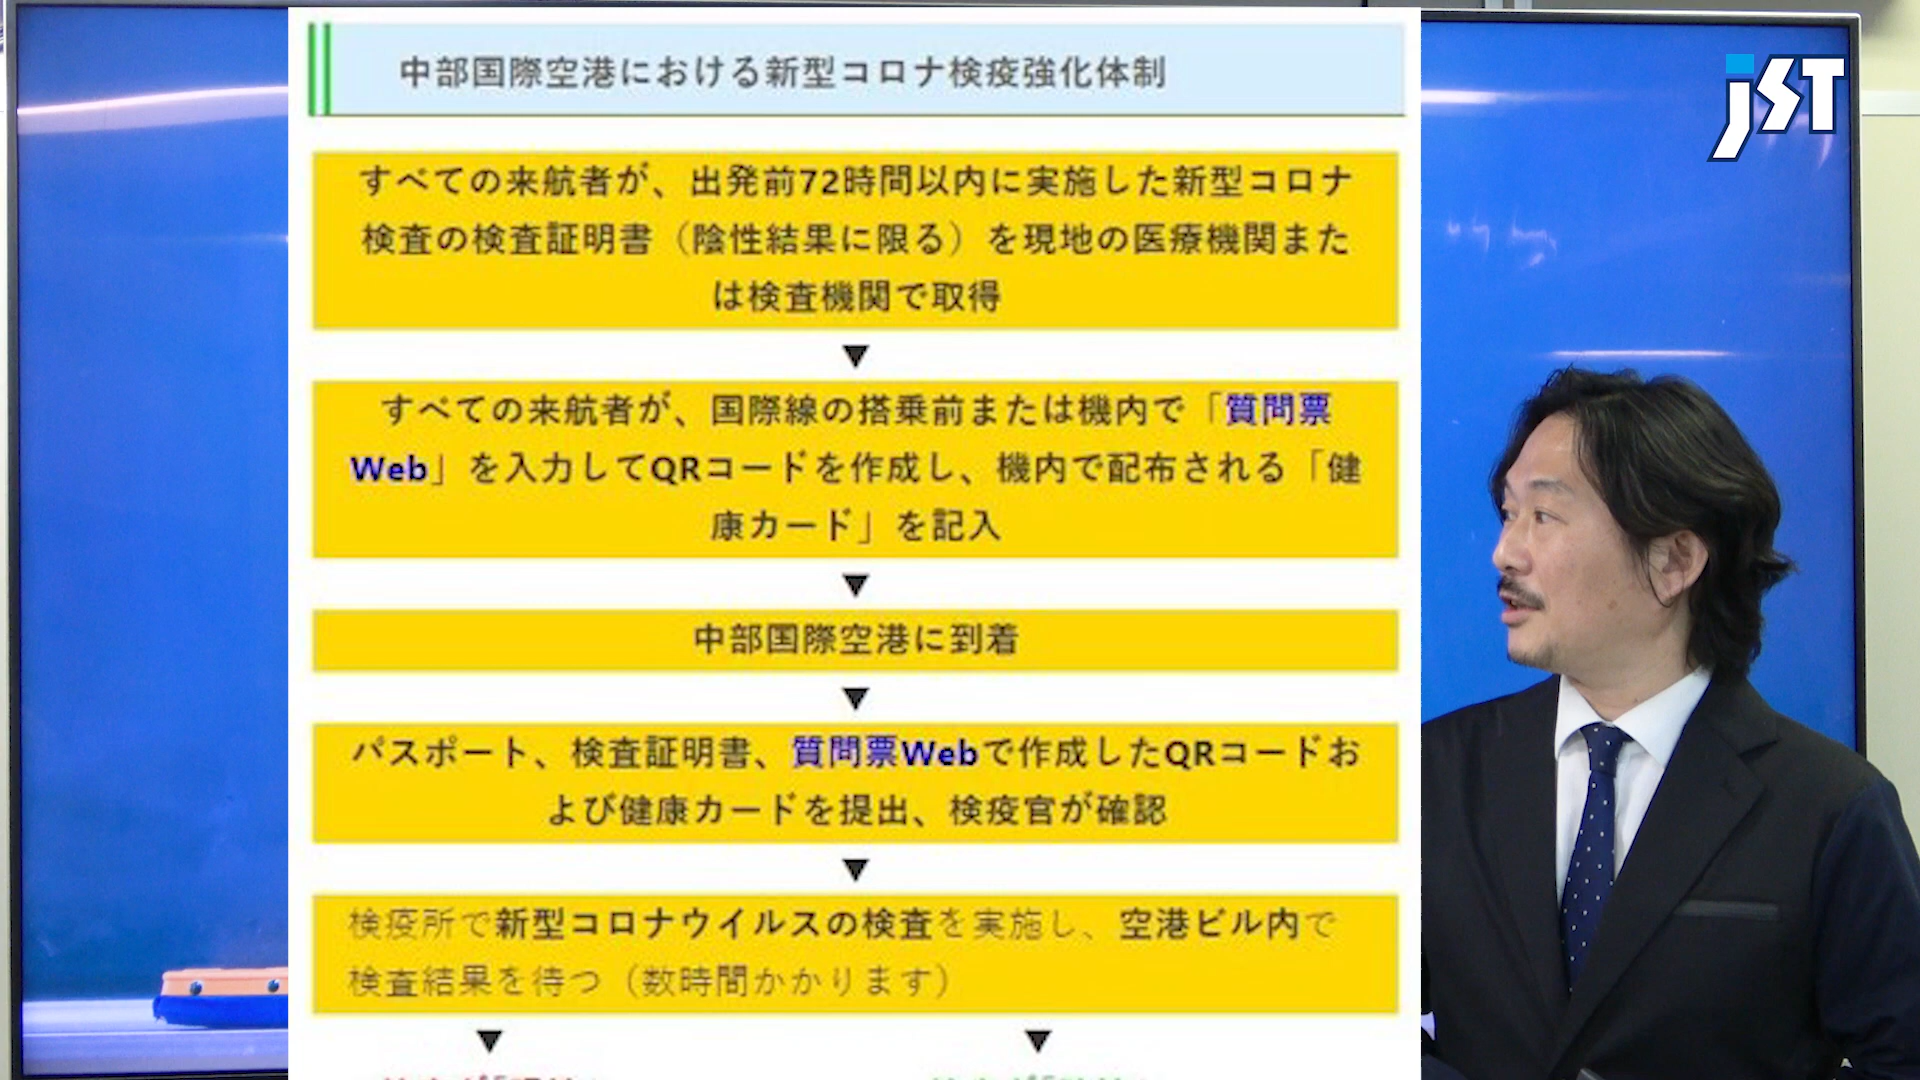 中部国際空港における新型コロナ検疫強化体制
jST
すべての来航者が、出発前72時間以内に実施した新型コロナ
検査の検査証明書（陰性結果に限る）を現地の医療機関また
は検査機関で取得
▼
すべての来航者が、国際線の搭乗前または機内で「質問票
Web」を入力してQRコードを作成し、機内で配布される「健
康カード」を記入
▼
中部国際空港に到着
▼
パスポート、検査証明書、質問票Webで作成したQRコードお
よび健康カードを提出、検疫官が確認
▼
検疫所で新型コロナウイルスの検査を実施し、空港ビル内で
検査結果を待つ（数時間かかります）
▼ ▼